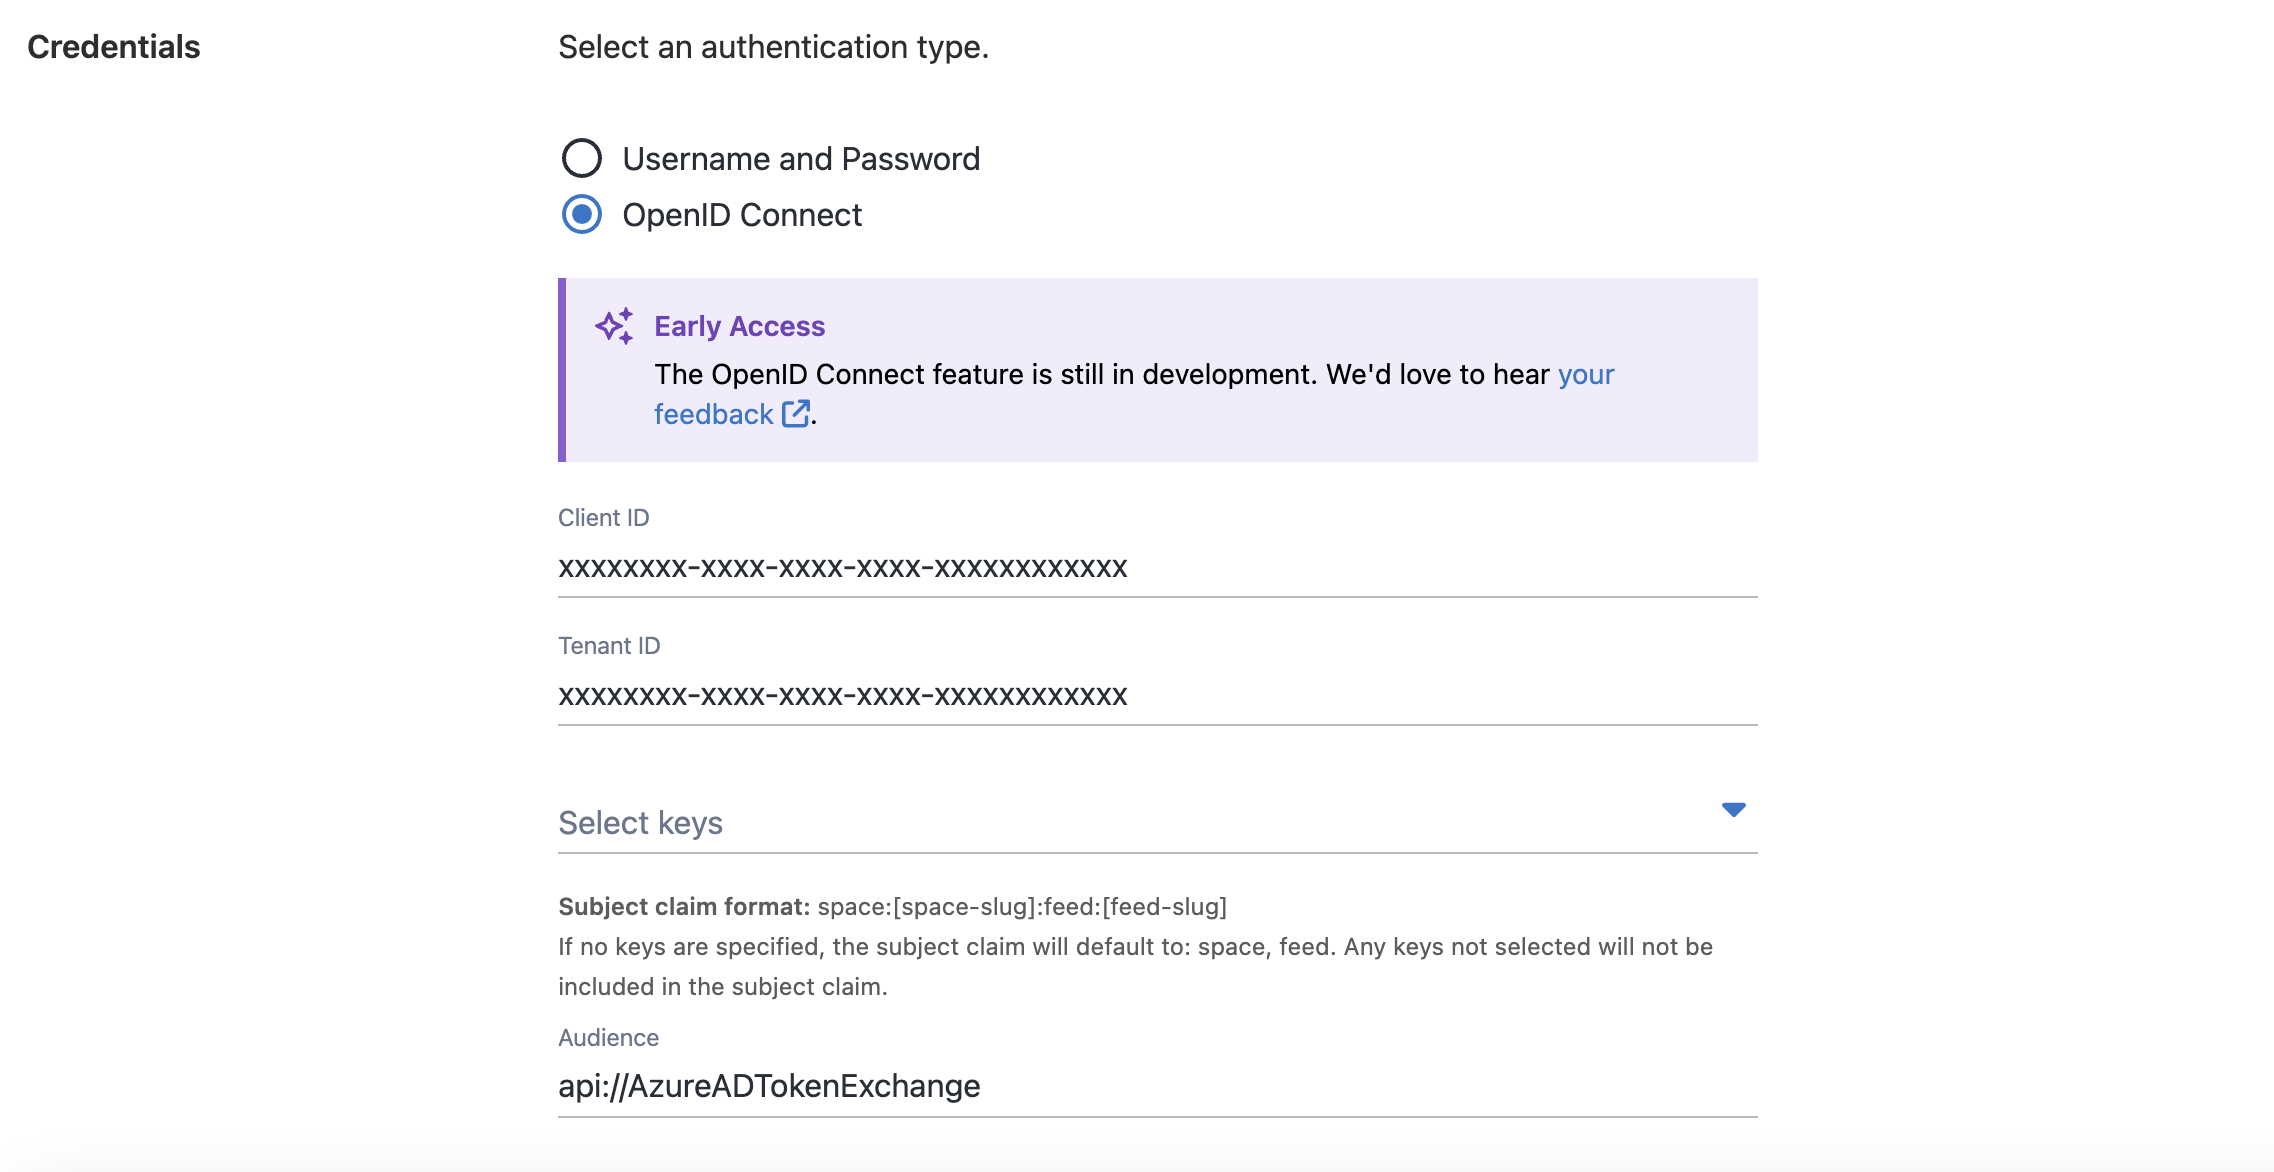 Credentials
Select an authentication type.
Username and Password
OpenID Connect
Early Access
The OpenID Connect feature is still in development. We'd love to hear your
feedback.
Client ID
xxxxxxxx-xxxx-xxxx-xxxx-xxxxxxxxxxxx
Tenant ID
xxxxxxxx-xxxx-xxxx-xxxx-xxxxxxxxxxxx
Select keys
Subject claim format: space:[space-slug]:feed:[feed-slug]
If no keys are specified, the subject claim will default to: space, feed. Any keys not selected will not be
included in the subject claim.
Audience
api://AzureADTokenExchange